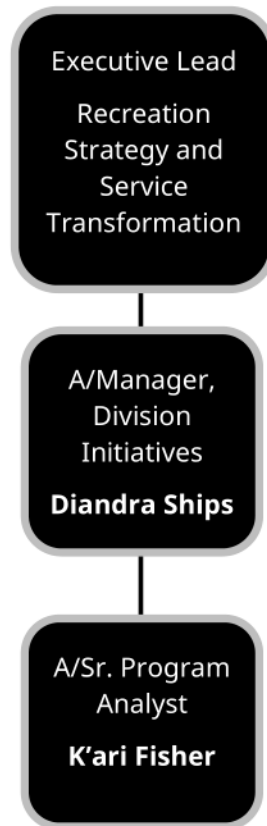 Executive Lead
Recreation
Strategy and
Service
Transformation
A/Manager,
Division
Initiatives
Diandra Ships
A/Sr. Program
Analyst
K’ari Fisher